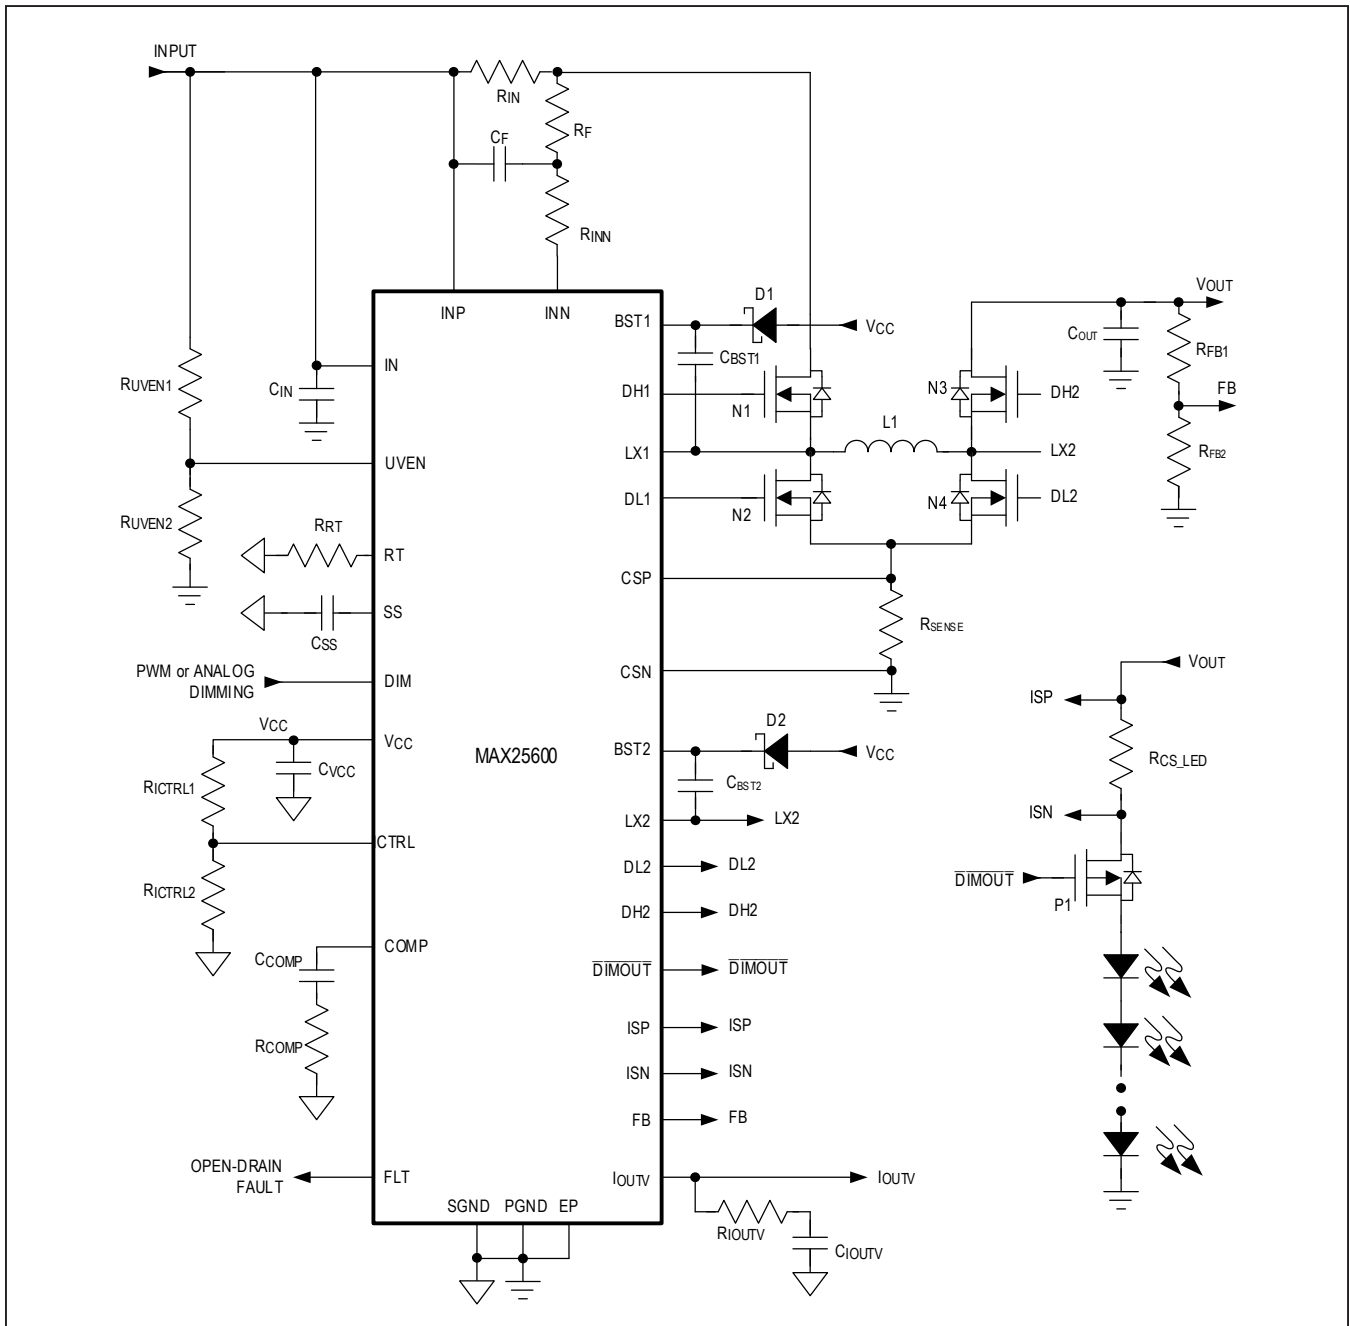 INPUT
RIN
RF
CF
RINN
INP
INN
BST1
D1
VCC
CBST1
VOUT
COUT
RFB1
FB
RFB2
IN
CIN
RUVEN1
DH1
N1
N3
DH2
L1
LX1
LX2
UVEN
DL1
N2
N4
DL2
RUVEN2
RRT
RT
CSP
SS
CSS
RSENSE
PWM or ANALOG
DIMMING
DIM
CSN
VOUT
ISP
VCC
VCC
CVCC
RICTRL1
MAX25600
BST2
D2
VCC
CBST2
RCS_LED
LX2
LX2
ISN
CTRL
RICTRL2
DL2
DL2
DIMOUT
P1
DH2
DH2
COMP
CCOMP
RCOMP
DIMOUT
DIMOUT
ISP
ISP
ISN
ISN
FB
FB
OPEN-DRAIN
FAULT
FLT
IOUTV
IOUTV
SGND
PGND
EP
RIOUTV
CIOUTV